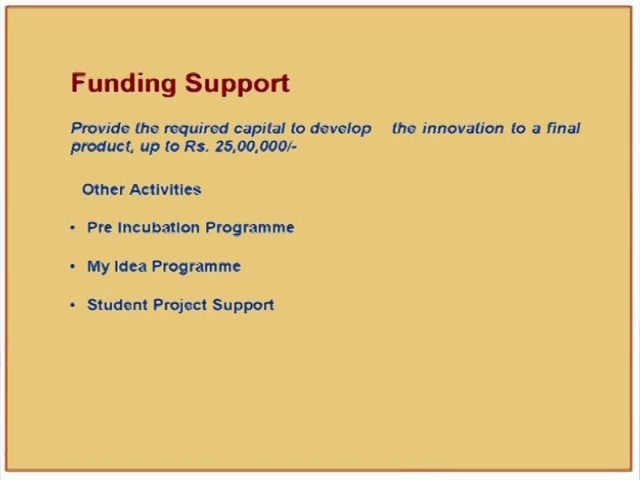 Funding Support
Provide the required capital to develop the innovation to a final
product, up to Rs. 25,00,000/-
Other Activities
• Pre Incubation Programme
• My Idea Programme
• Student Project Support